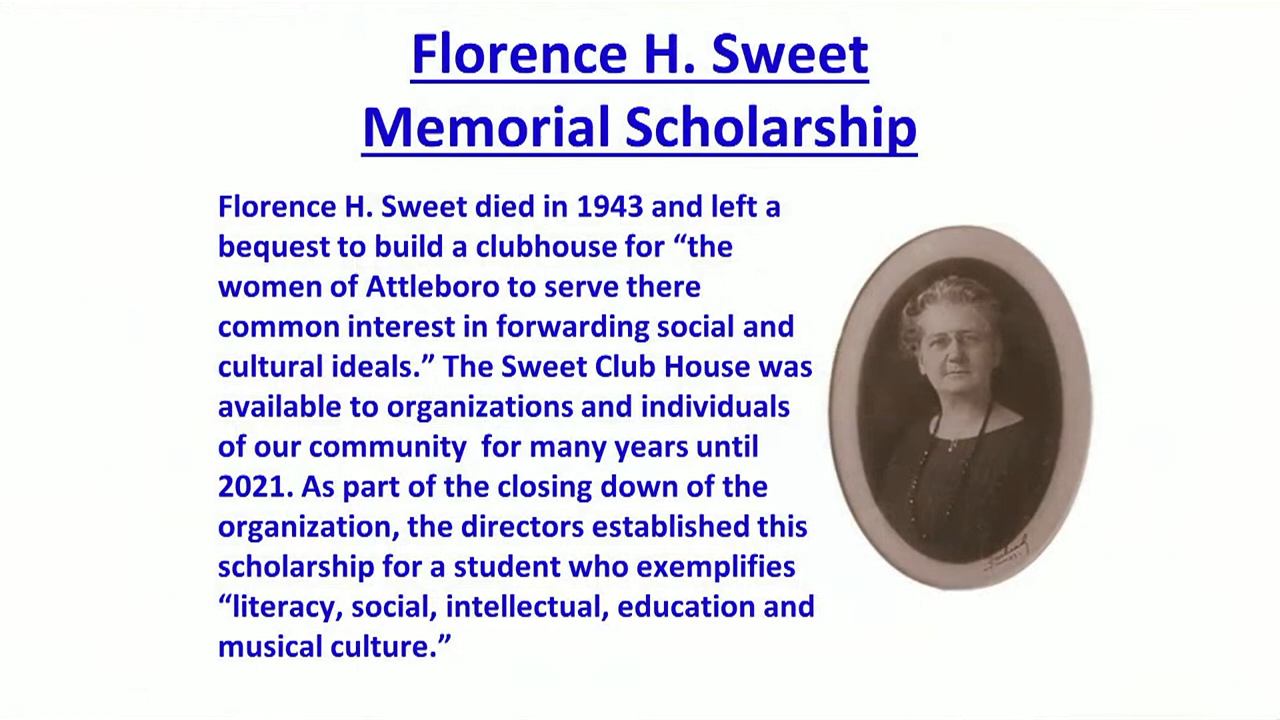 Florence H. Sweet
Memorial Scholarship
Florence H. Sweet died in 1943 and left a
bequest to build a clubhouse for “the
women of Attleboro to serve there
common interest in forwarding social and
cultural ideals.” The Sweet Club House was
available to organizations and individuals
of our community  for many years until
2021. As part of the closing down of the
organization, the directors established this
scholarship for a student who exemplifies
“literacy, social, intellectual, education and
musical culture.”